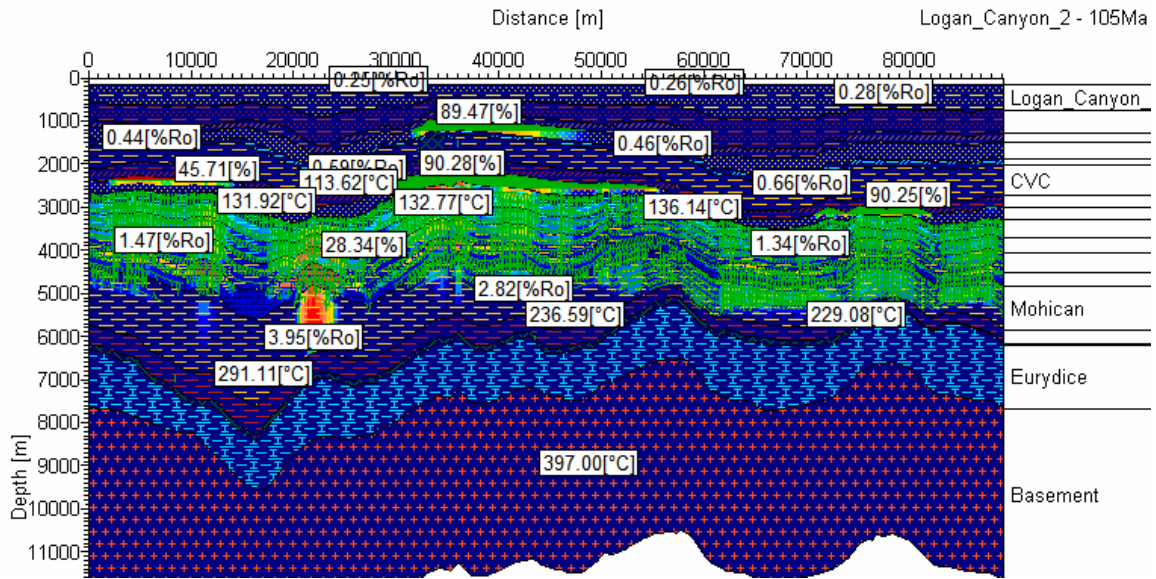 Distance [m]
Logan_Canyon_2 - 105Ma
0 10000 20000 30000 40000 50000 60000 70000 80000
0
0.25[%Ro]
0.26[%Ro]
0.28[%Ro]
Logan_Canyon_
1000
89.47[%]
0.44[%Ro]
0.46[%Ro]
2000
45.71[%]
0.59[%Ro]
90.28[%]
113.62[°C]
0.66[%Ro]
CVC
131.92[°C]
132.77[°C]
136.14[°C]
90.25[%]
3000
1.47[%Ro]
28.34[%]
1.34[%Ro]
4000
2.82[%Ro]
5000
236.59[°C]
229.08[°C]
Mohican
3.95[%Ro]
6000
291.11[°C]
Eurydice
7000
8000
Depth [m]
9000
397.00[°C]
Basement
10000
11000